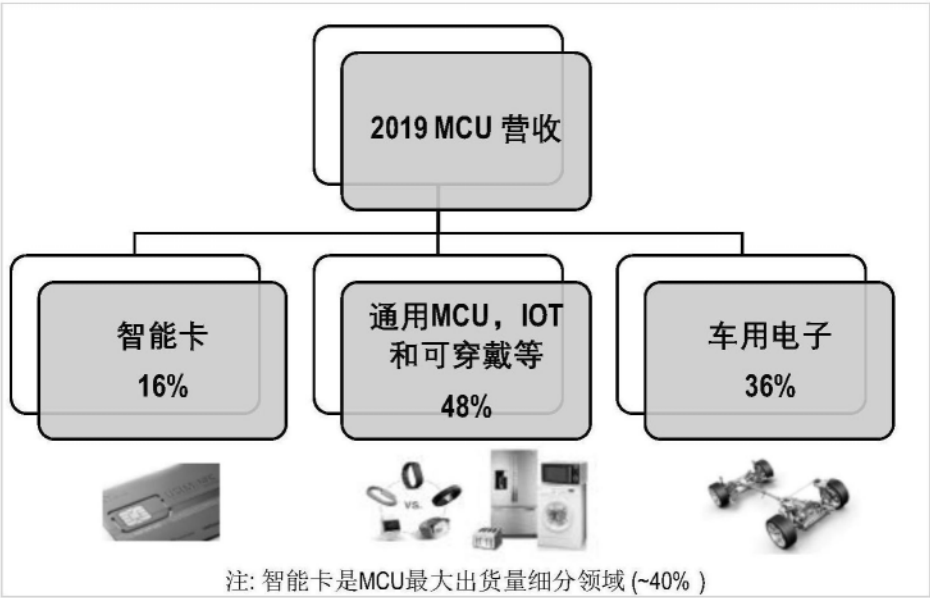 2019 MCU 营收
智能卡
16%
通用MCU，IOT
和可穿戴等
48%
车用电子
36%
VS.
注: 智能卡是MCU最大出货量细分领域 (~40% )